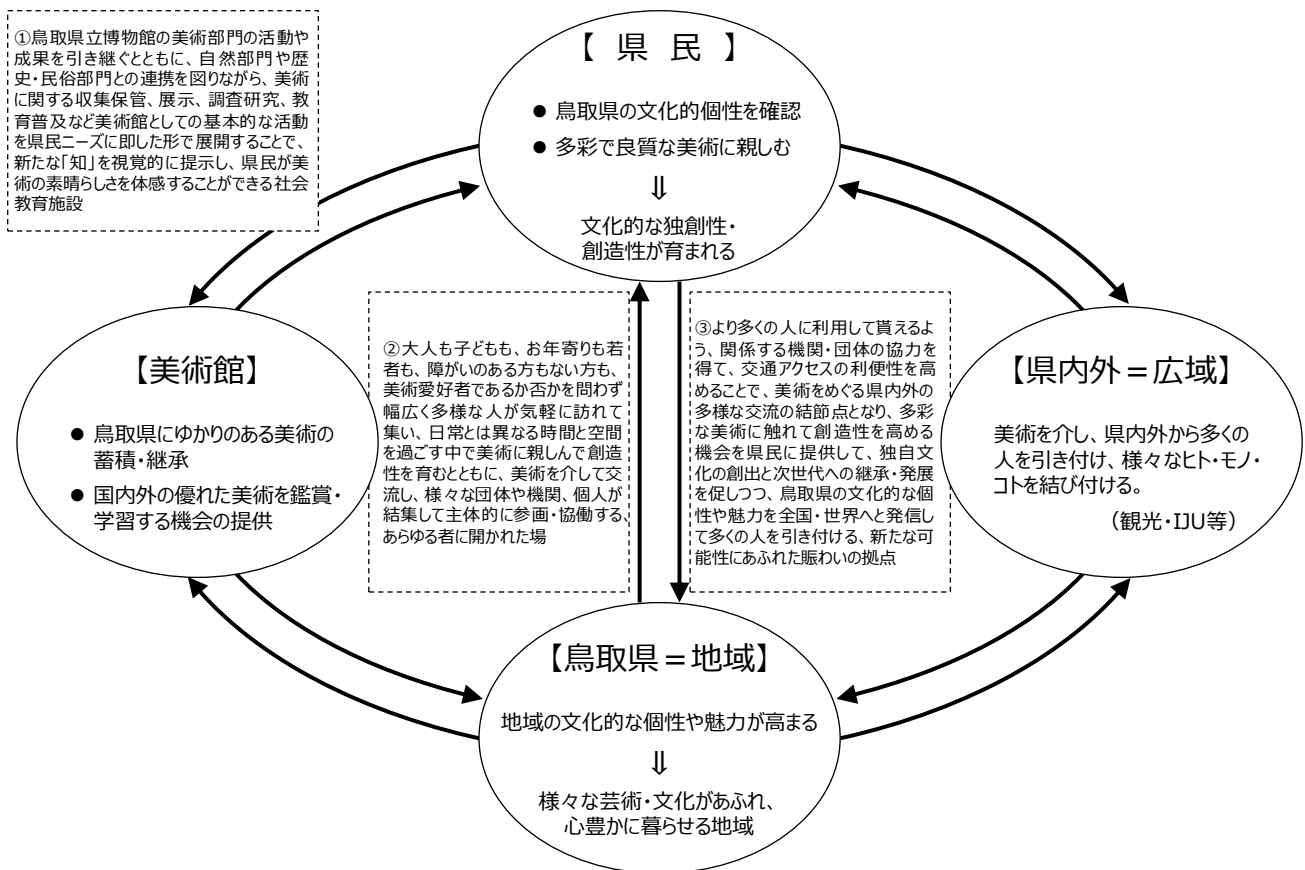 ①鳥取県立博物館の美術部門の活動や
成果を引き継ぐとともに、自然部門や歴
史・民俗部門との連携を図りながら、美術
に関する収集保管、展示、調査研究、教
育普及など美術館としての基本的な活動
を県民ニーズに即した形で展開することで、
新たな「知」を視覚的に提示し、県民が美
術の素晴らしさを体感することができる社会
教育施設
【 県 民 】
● 鳥取県の文化的個性を確認
● 多彩で良質な美術に親しむ
⇓
文化的な独創性・
創造性が育まれる
【美術館】
● 鳥取県にゆかりのある美術の
蓄積・継承
● 国内外の優れた美術を鑑賞・
学習する機会の提供
②大人も子どもも、お年寄りも若
者も、障がいのある方もない方も、
美術愛好者であるか否かを問わず
幅広く多様な人が気軽に訪れて
集い、日常とは異なる時間と空間
を過ごす中で美術に親しんで創造
性を育むとともに、美術を介して交
流し、様々な団体や機関、個人が
結集して主体的に参画・協働する、
あらゆる者に開かれた場
③より多くの人に利用して貰えるよ
う、関係する機関・団体の協力を
得て、交通アクセスの利便性を高
めることで、美術をめぐる県内外の
多様な交流の結節点となり、多彩
な美術に触れて創造性を高める
機会を県民に提供して、独自文
化の創出と次世代への継承・発展
を促しつつ、鳥取県の文化的な個
性や魅力を全国・世界へと発信し
て多くの人を引き付ける、新たな可
能性にあふれた賑わいの拠点
【県内外＝広域】
美術を介し、県内外から多くの
人を引き付け、様々なヒト・モノ・
コトを結び付ける。
（観光・IJU等）
【鳥取県＝地域】
地域の文化的な個性や魅力が高まる
⇓
様々な芸術・文化があふれ、
心豊かに暮らせる地域